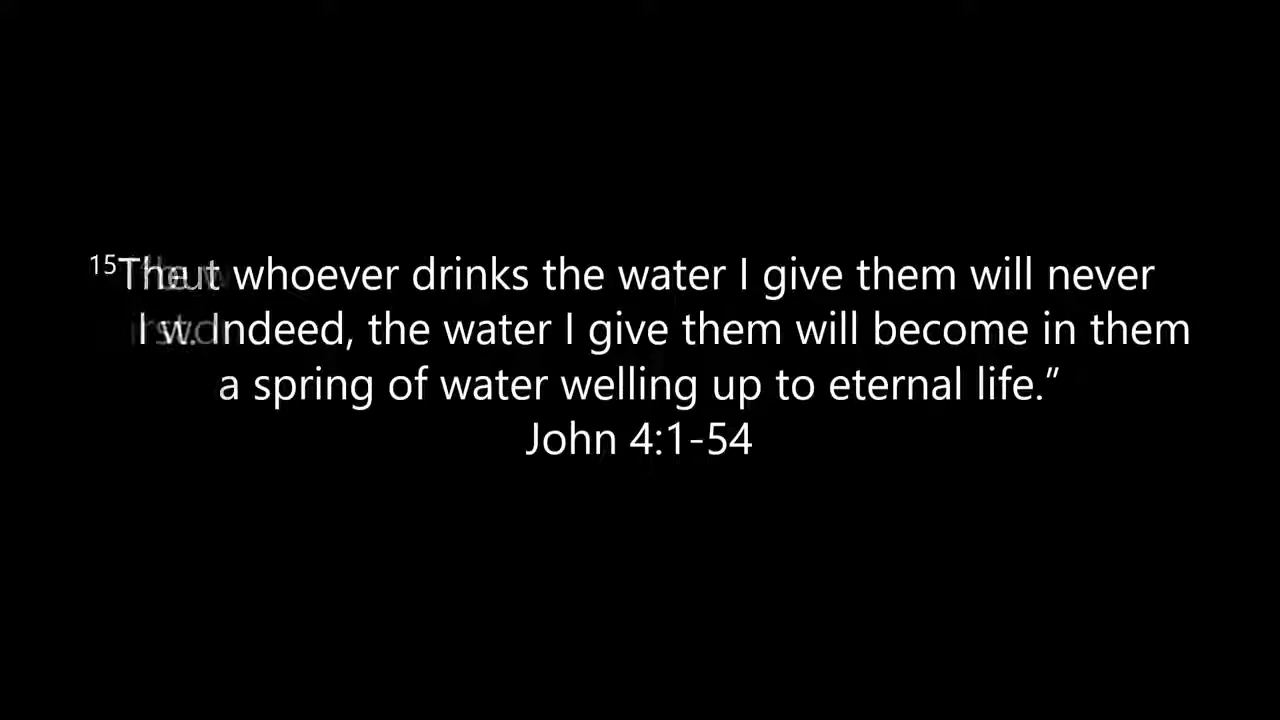 15 whoever drinks the water I give them will never
Indeed, the water I give them will become in them
a spring of water welling up to eternal life.”
John 4:1-54